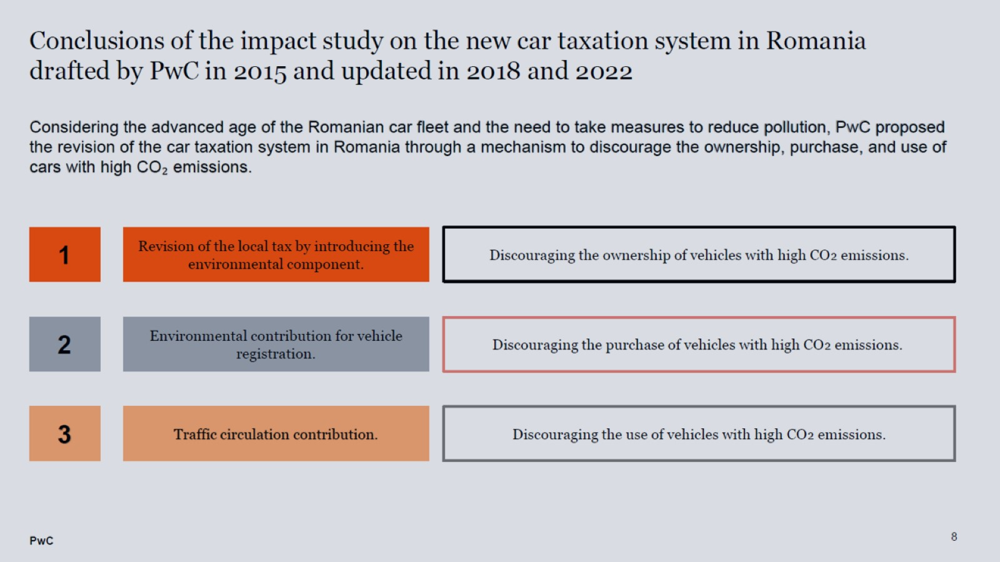 Conclusions of the impact study on the new car taxation system in Romania
drafted by PwC in 2015 and updated in 2018 and 2022
Considering the advanced age of the Romanian car fleet and the need to take measures to reduce pollution, PwC proposed
the revision of the car taxation system in Romania through a mechanism to discourage the ownership, purchase, and use of
cars with high CO₂ emissions.
1
Revision of the local tax by introducing the
environmental component.
Discouraging the ownership of vehicles with high CO2 emissions.
2
Environmental contribution for vehicle
registration.
Discouraging the purchase of vehicles with high CO2 emissions.
3
Traffic circulation contribution.
Discouraging the use of vehicles with high CO2 emissions.
PwC
8